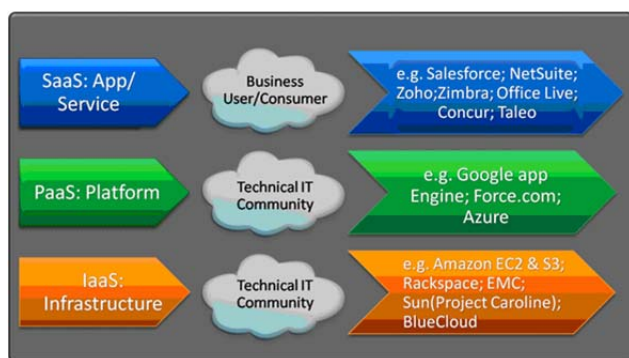 SaaS: App/
Service
Business
User/Consumer
e.g. Salesforce; NetSuite;
Zoho;Zimbra; Office Live;
Concur; Taleo
PaaS: Platform
Technical IT
Community
e.g. Google app
Engine; Force.com;
Azure
IaaS:
Infrastructure
Technical IT
Community
e.g. Amazon EC2 & S3;
Rackspace; EMC;
Sun(Project Caroline);
BlueCloud